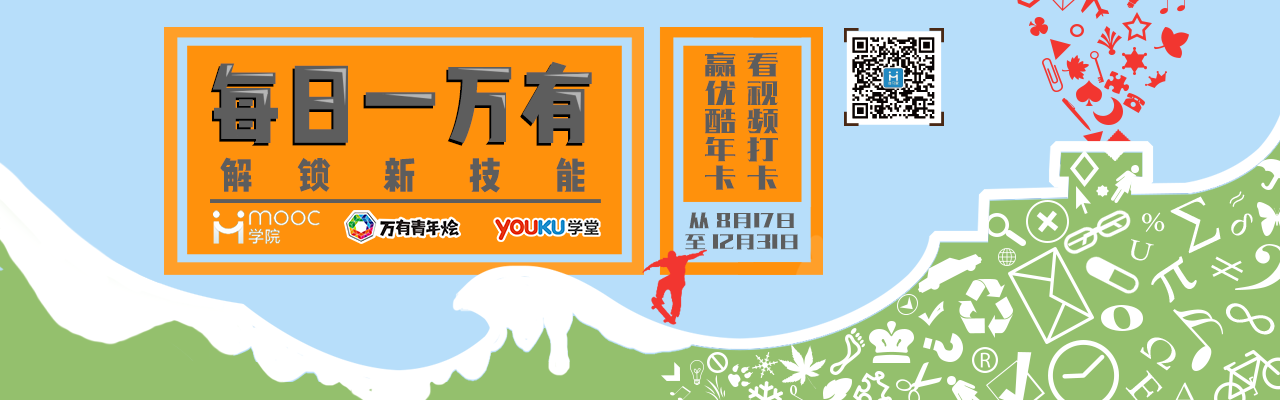 每日一万有
解锁新技能
mooc
学院
万有青年烩
YOUKU学堂
看视频打卡
赢优酷年卡
从 8月17日
至 12月31日
%
Σ
U
π
Ω
®